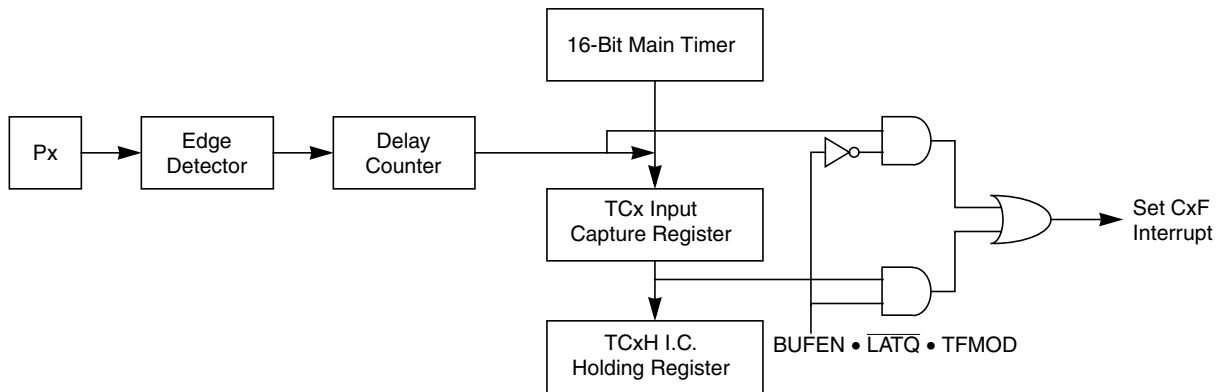 16-Bit Main Timer
Px
Edge
Detector
Delay
Counter
TCx Input
Capture Register
Set CxF
Interrupt
TCxH I.C.
Holding Register
BUFEN • L̅A̅T̅Q̅ • TFMOD